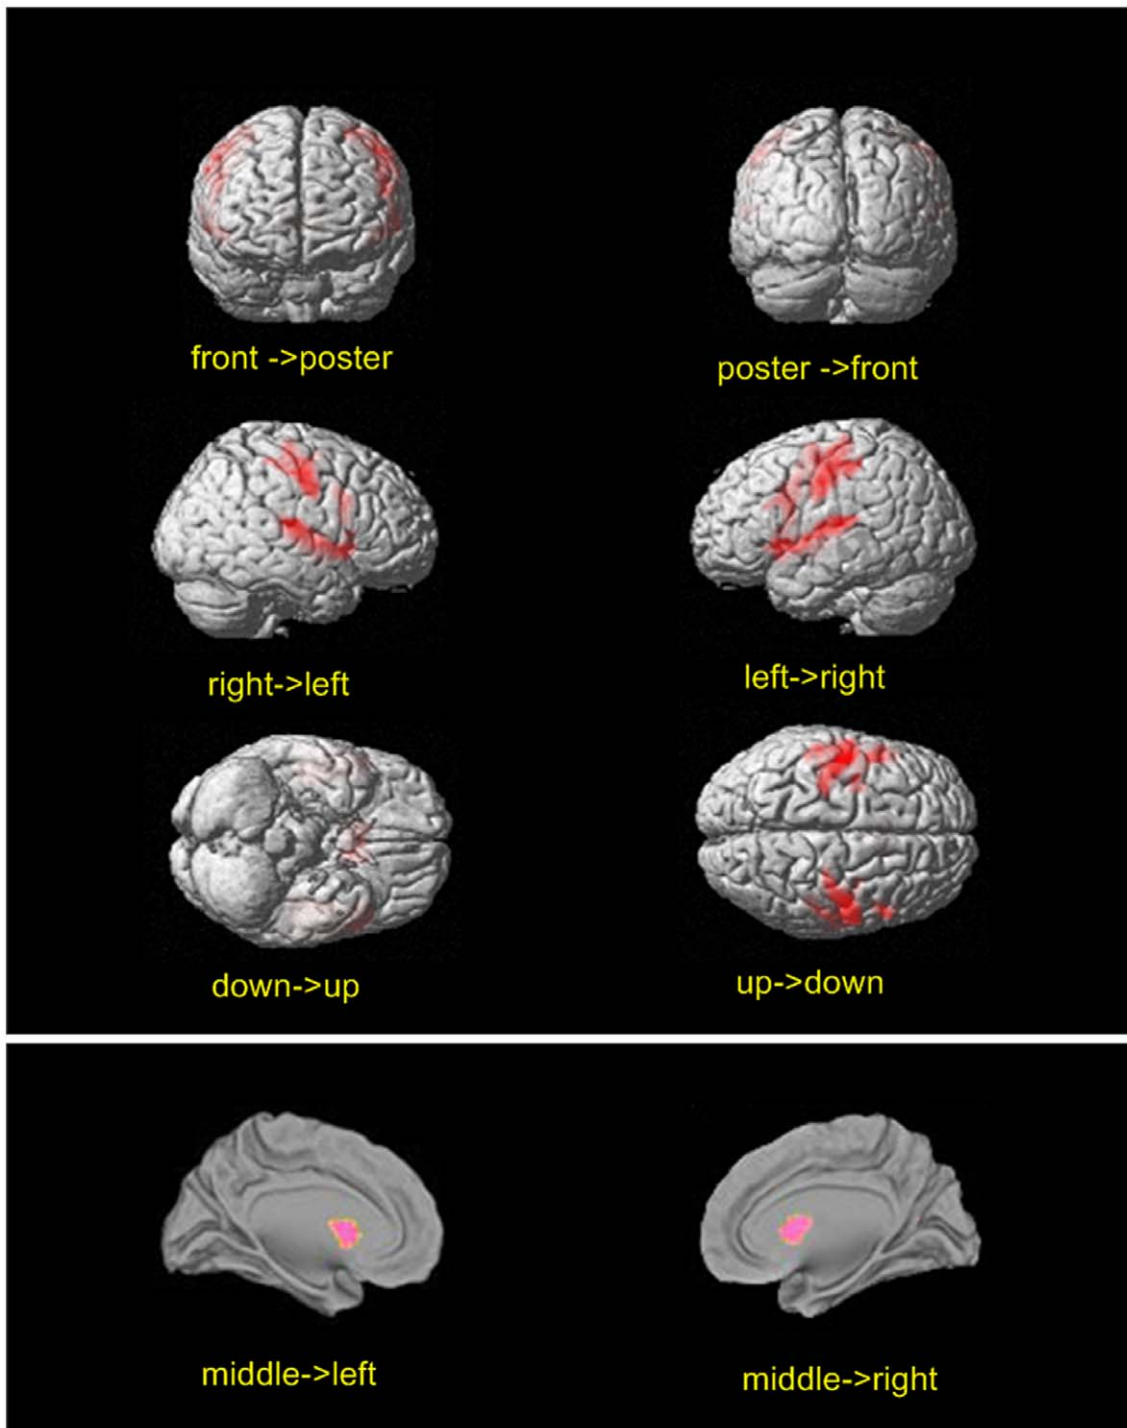 front ->poster
poster ->front
right->left
left->right
down->up
up->down
middle->left
middle->right